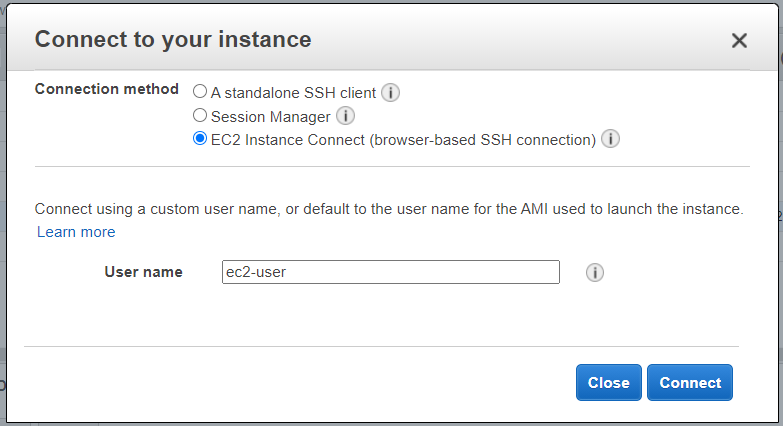 Connect to your instance
Connection method
A standalone SSH client
Session Manager
EC2 Instance Connect (browser-based SSH connection)
Connect using a custom user name, or default to the user name for the AMI used to launch the instance.
Learn more
User name ec2-user
Close Connect